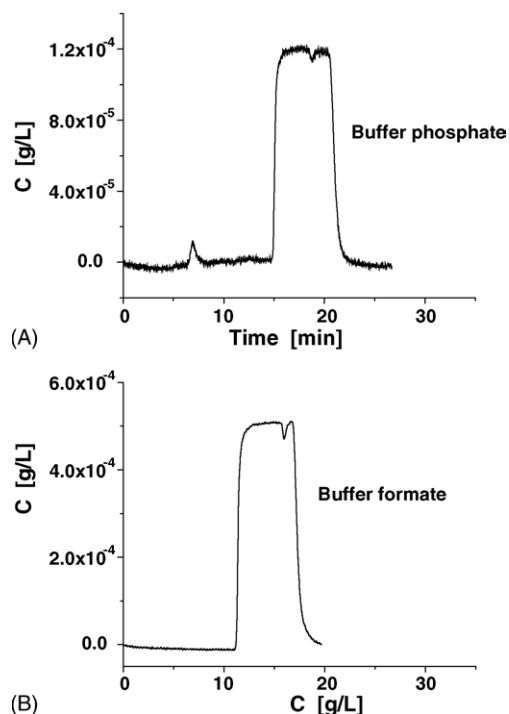 1.2x10⁻⁴
8.0x10⁻⁵
4.0x10⁻⁵
0.0
C [g/L]
Buffer phosphate
0 10 20 30
(A) Time [min]
6.0x10⁻⁴
4.0x10⁻⁴
2.0x10⁻⁴
0.0
C [g/L]
Buffer formate
0 10 20 30
(B) C [g/L]